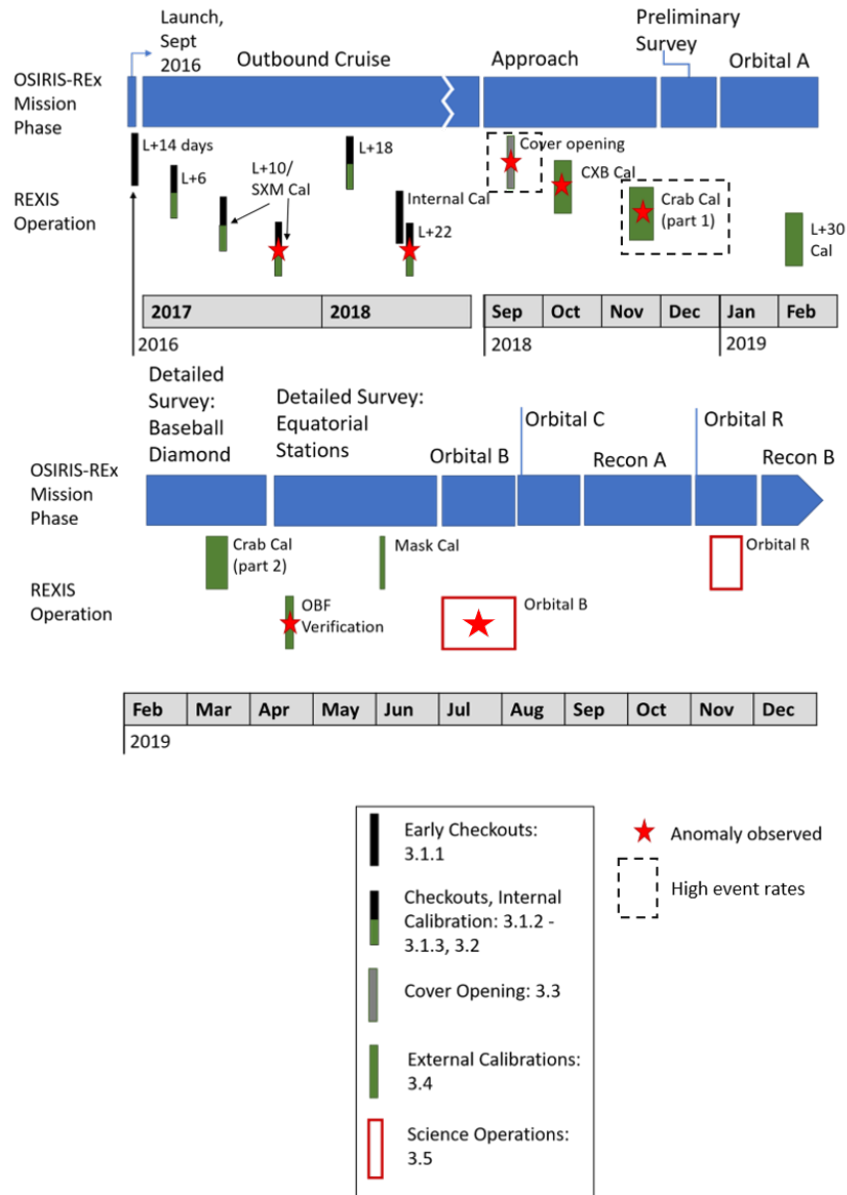 Launch,
Sept
2016
Outbound Cruise
Approach
Preliminary
Survey
Orbital A
OSIRIS-REx
Mission
Phase
L+14 days
L+6
L+10/
SXM Cal
L+18
Internal Cal
L+22
Cover opening
CXB Cal
Crab Cal
(part 1)
L+30
Cal
REXIS
Operation
2017
2018
Sep
Oct
Nov
Dec
Jan
Feb
2016
2018
2019
Detailed
Survey:
Baseball
Diamond
Detailed Survey:
Equatorial
Stations
Orbital B
Orbital C
Recon A
Orbital R
Recon B
OSIRIS-REx
Mission
Phase
Crab Cal
(part 2)
Mask Cal
Orbital R
REXIS
Operation
OBF
Verification
Orbital B
Feb
Mar
Apr
May
Jun
Jul
Aug
Sep
Oct
Nov
Dec
2019
Early Checkouts:
3.1.1
Checkouts, Internal
Calibration: 3.1.2 -
3.1.3, 3.2
Cover Opening: 3.3
External Calibrations:
3.4
Science Operations:
3.5
Anomaly observed
High event rates